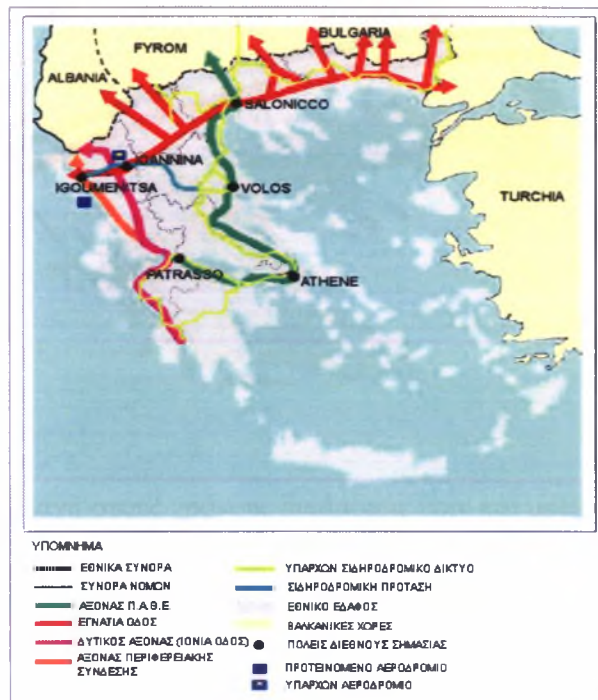 BULGARIA
FYROM
ALBANIA
SALONICCO
IOANNINA
IGOUMENITSA
VOLOS
TURCHIA
PATRASSO
ATHENE
ΥΠΟΜΝΗΜΑ
ΕΘΝΙΚΑ ΣΥΝΟΡΑ
ΣΥΝΟΡΑ ΝΟΜΩΝ
ΑΞΟΝΑΣ Π.Α.Θ.Ε.
ΕΓΝΑΤΙΑ ΟΔΟΣ
ΔΥΤΙΚΟΣ ΑΞΟΝΑΣ (ΙΟΝΙΑ ΟΔΟΣ)
ΑΞΟΝΑΣ ΠΕΡΙΦΕΡΕΙΑΚΗΣ
ΣΥΝΔΕΣΗΣ
ΥΠΑΡΧΟΝ ΣΙΔΗΡΟΔΡΟΜΙΚΟ ΔΙΚΤΥΟ
ΣΙΔΗΡΟΔΡΟΜΙΚΗ ΠΡΟΤΑΣΗ
ΕΘΝΙΚΟ ΕΔΑΦΟΣ
ΒΑΛΚΑΝΙΚΕΣ ΧΩΡΕΣ
ΠΟΛΕΙΣ ΔΙΕΘΝΟΥΣ ΣΗΜΑΣΙΑΣ
ΠΡΟΤΕΙΝΟΜΕΝΟ ΑΕΡΟΔΡΟΜΙΟ
ΥΠΑΡΧΟΝ ΑΕΡΟΔΡΟΜΙΟ